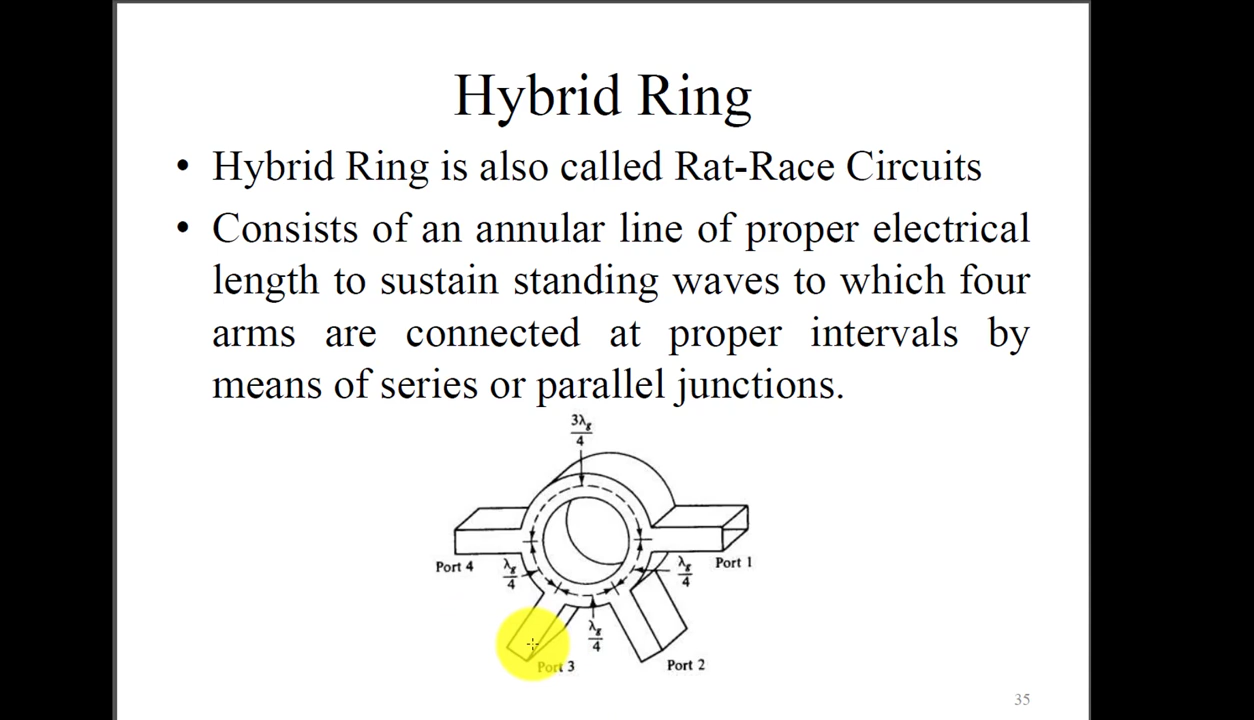 Hybrid Ring
• Hybrid Ring is also called Rat-Race Circuits
• Consists of an annular line of proper electrical
length to sustain standing waves to which four
arms are connected at proper intervals by
means of series or parallel junctions.
3λg
4
Port 4
λg
4
λg
4
Port 1
λg
4
Port 3
Port 2
35